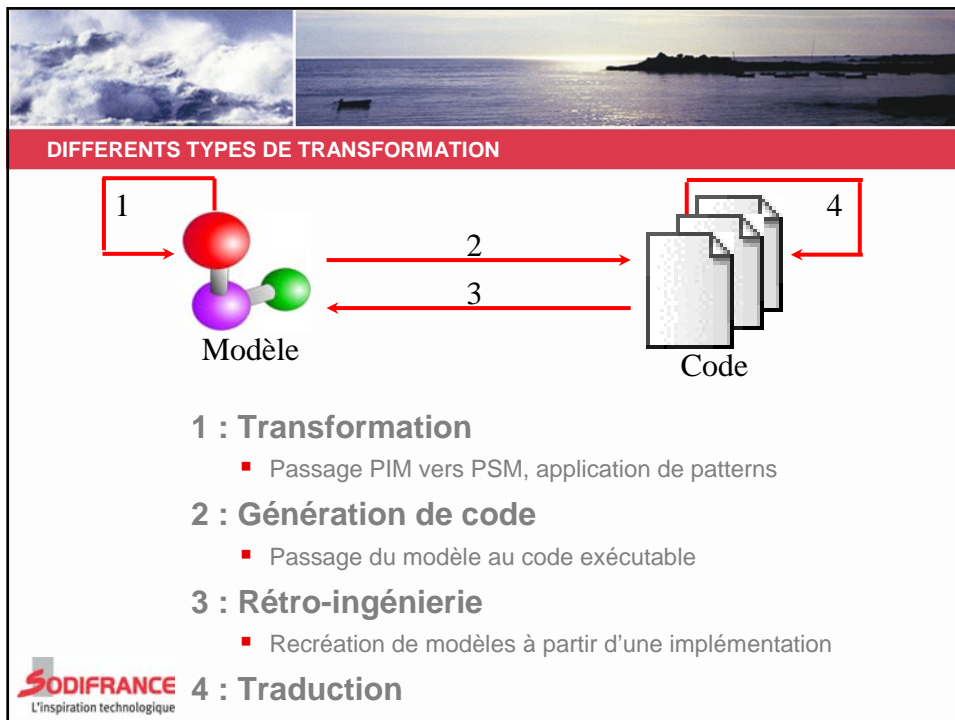 DIFFERENTS TYPES DE TRANSFORMATION
1
2
3
4
Modèle
Code
1 : Transformation
▪ Passage PIM vers PSM, application de patterns
2 : Génération de code
▪ Passage du modèle au code exécutable
3 : Rétro-ingénierie
▪ Recréation de modèles à partir d'une implémentation
4 : Traduction
SODIFRANCE
L'inspiration technologique